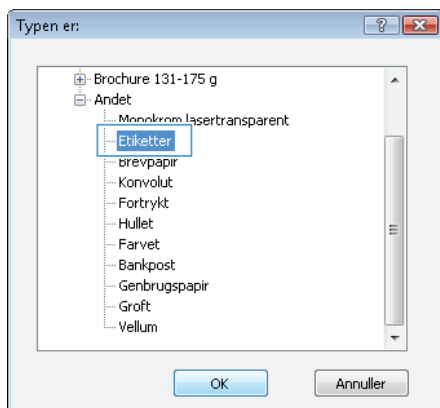 Typen er:
Brochure 131-175 g
Andet
Monokrom lasertransparent
Etiketter
Brevpapir
Konvolut
Fortrykt
Hullet
Farvet
Bankpost
Genbrugspapir
Groft
Vellum
OK Annuller